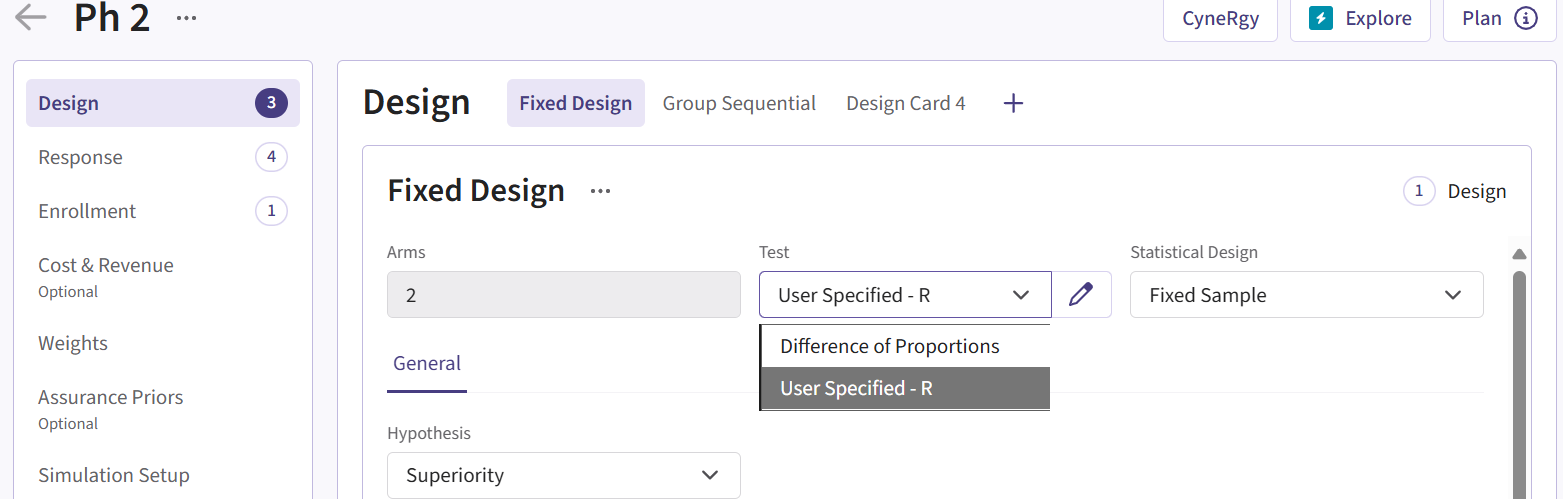 Ph 2 ...
CyneRgy Explore Plan
Design 3
Response 4
Enrollment 1
Cost & Revenue
Optional
Weights
Assurance Priors
Optional
Simulation Setup
Design Fixed Design Group Sequential Design Card 4 +
Fixed Design ...
1 Design
Arms
2
Test
User Specified - R
Difference of Proportions
User Specified - R
Statistical Design
Fixed Sample
General
Hypothesis
Superiority